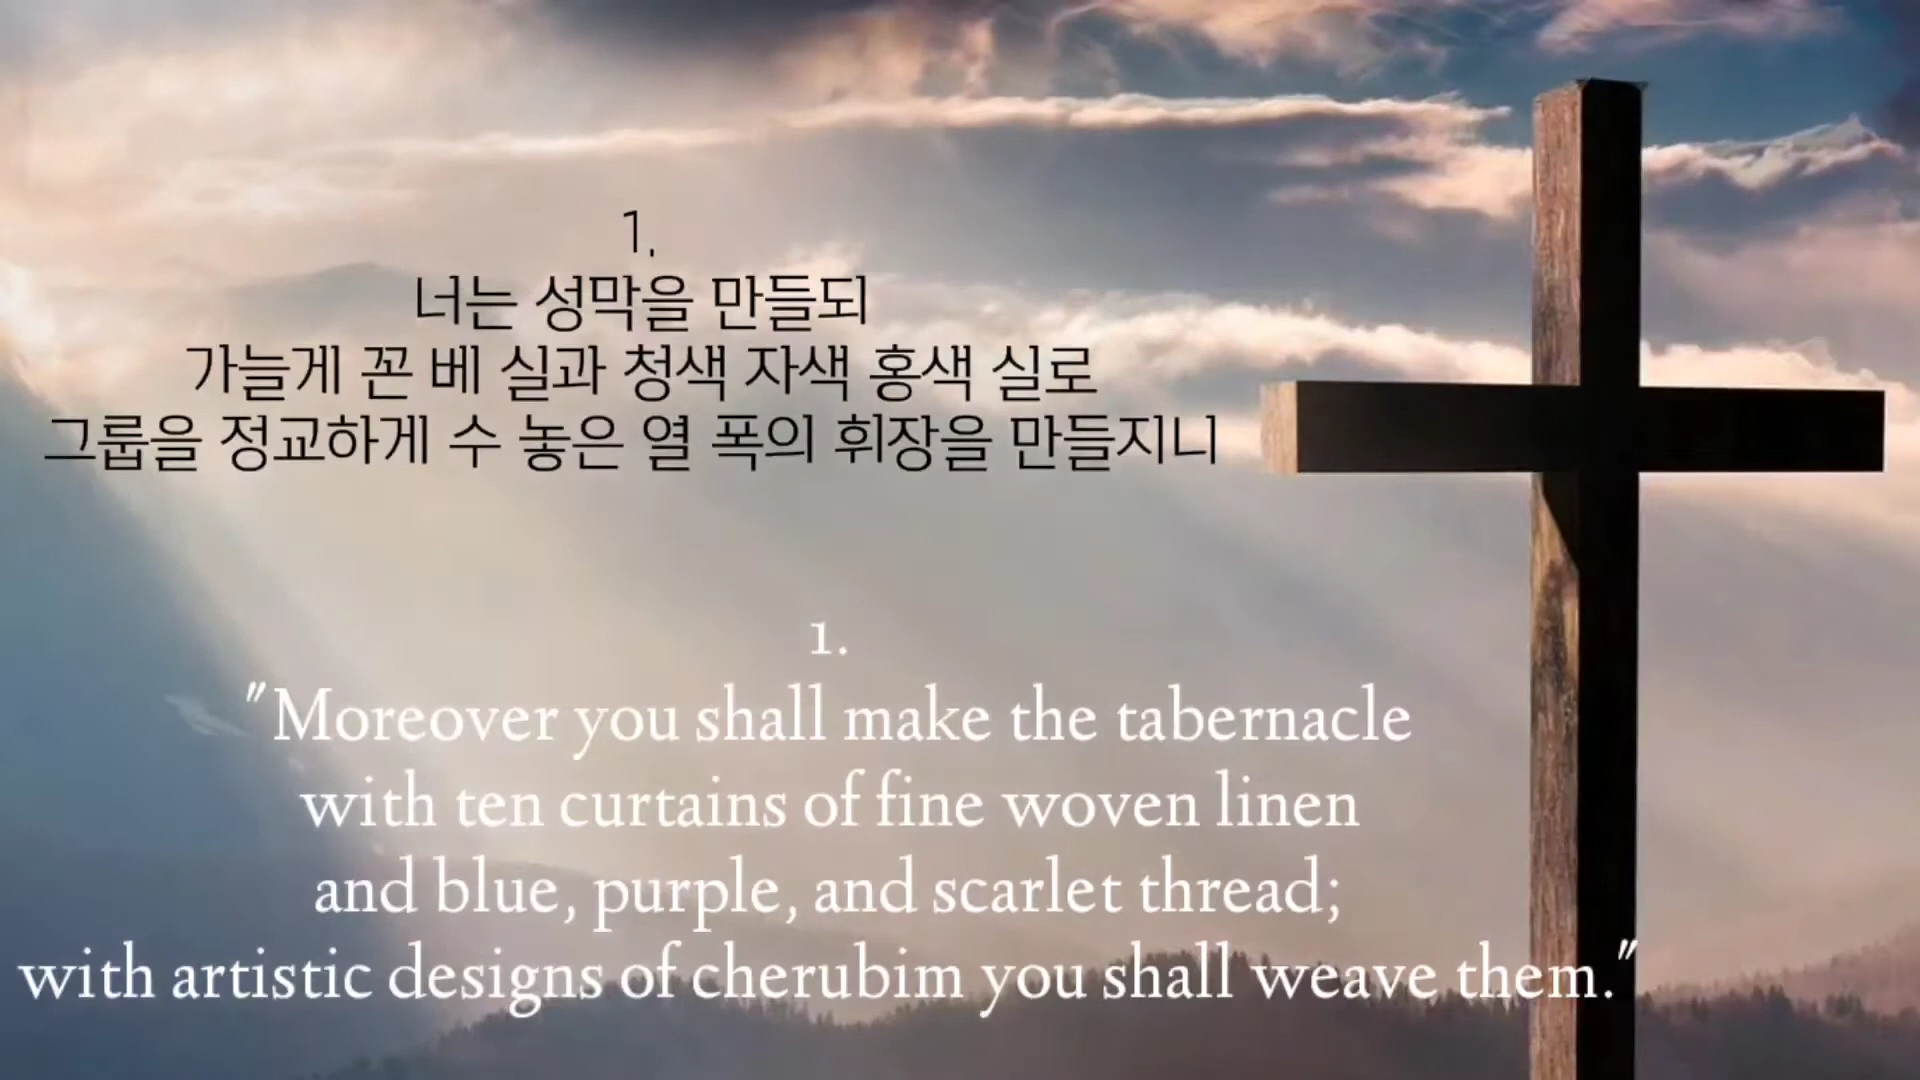 1.
너는 성막을 만들되
가늘게 꼰 베 실과 청색 자색 홍색 실로
그룹을 정교하게 수 놓은 열 폭의 휘장을 만들지니
1.
"Moreover you shall make the tabernacle
with ten curtains of fine woven linen
and blue, purple, and scarlet thread;
with artistic designs of cherubim you shall weave them."